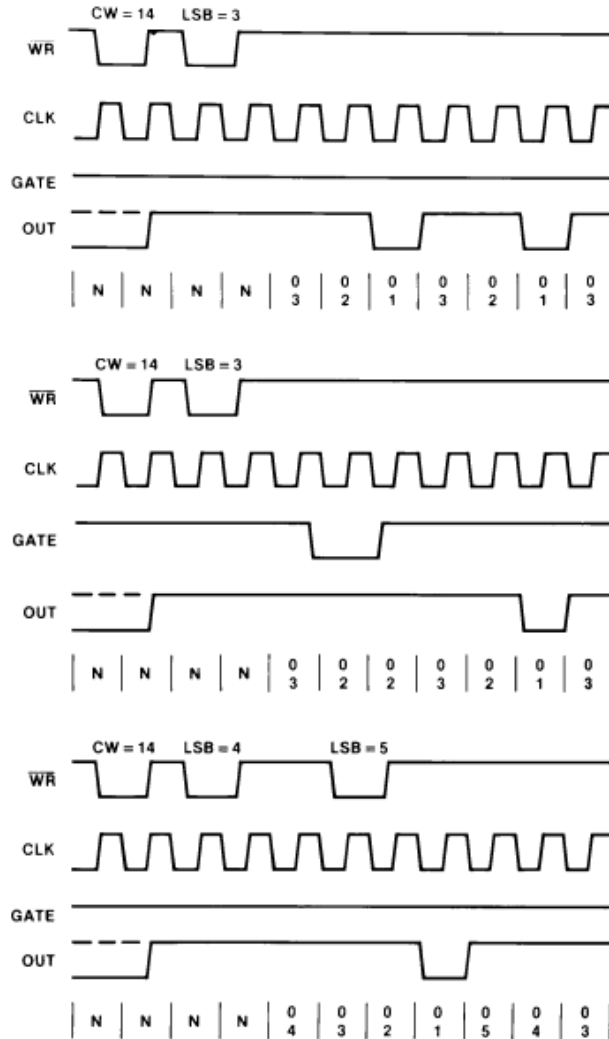 CW = 14 LSB = 3
WR
CLK
GATE
OUT
N N N N 0 0 0 0 0 0 0
3 2 1 3 2 1 3
CW = 14 LSB = 3
WR
CLK
GATE
OUT
N N N N 0 0 0 0 0 0 0
3 2 2 3 2 1 3
CW = 14 LSB = 4 LSB = 5
WR
CLK
GATE
OUT
N N N N 0 0 0 0 0 0 0
4 3 2 1 5 4 3